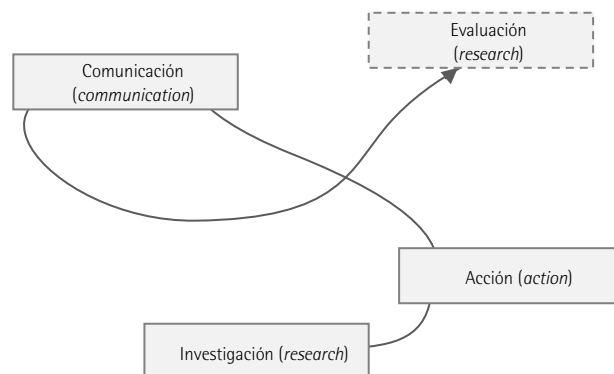 Evaluación
(research)
Comunicación
(communication)
Acción (action)
Investigación (research)